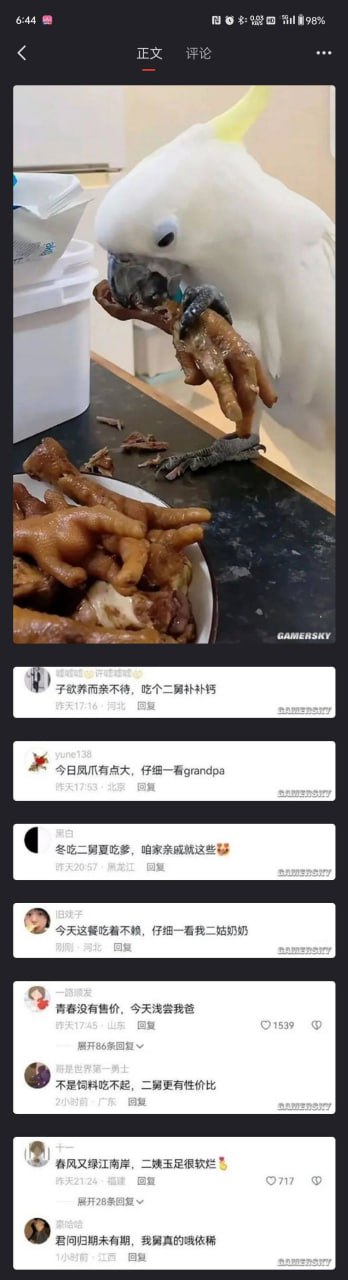 6:44
0.03 KB/s HD 5G 98%
正文 评论
GAMERSKY
子欲养而亲不待，吃个二舅补补钙
昨天17:16 · 河北 回复
GAMERSKY
yune138
今日凤爪有点大，仔细一看grandpa
昨天17:53 · 北京 回复
GAMERSKY
黑白
冬吃二舅夏吃爹，咱家亲戚就这些
昨天20:57 · 黑龙江 回复
GAMERSKY
旧戏子
今天这餐吃着不赖，仔细一看我二姑奶奶
刚刚 · 河北 回复
GAMERSKY
一路顺发
青春没有售价，今天浅尝我爸
昨天17:45 · 山东 回复 1539
展开86条回复
哥是世界第一勇士
不是饲料吃不起，二舅更有性价比
2小时前 · 广东 回复
GAMERSKY
十一
春风又绿江南岸，二姨玉足很软烂
昨天21:24 · 福建 回复 717
展开28条回复
豪哈哈
君问归期未有期，我舅真的哦依稀
1小时前 · 江西 回复
GAMERSKY